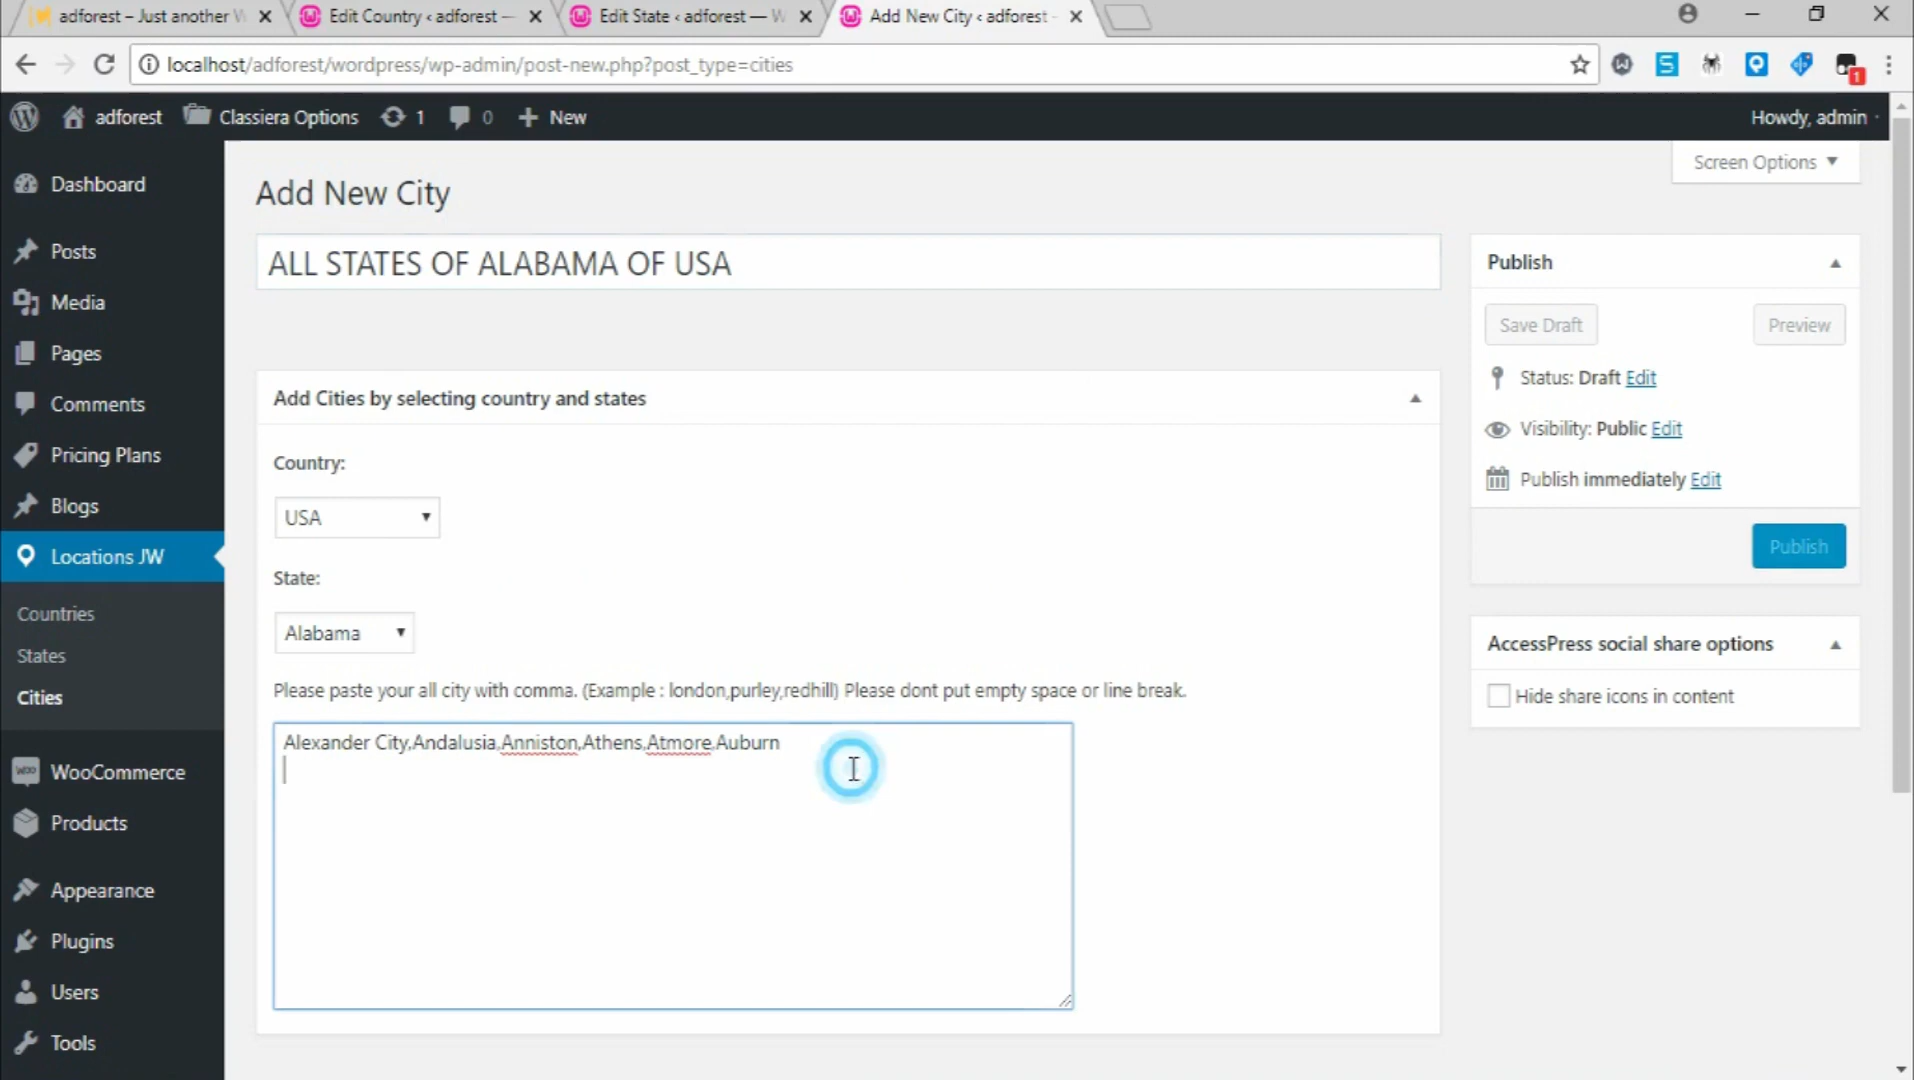 adforest – Just another W
Edit Country ‹ adforest —
Edit State ‹ adforest — W
Add New City ‹ adforest -
localhost/adforest/wordpress/wp-admin/post-new.php?post_type=cities
1
adforest
Classiera Options
1
0
New
Howdy, admin
Screen Options
Dashboard
Posts
Media
Pages
Comments
Pricing Plans
Blogs
Locations JW
Countries
States
Cities
WooCommerce
Products
Appearance
Plugins
Users
Tools
Add New City
ALL STATES OF ALABAMA OF USA
Add Cities by selecting country and states
Country:
USA
State:
Alabama
Please paste your all city with comma. (Example : london,purley,redhill) Please dont put empty space or line break.
Alexander City,Andalusia,Anniston,Athens,Atmore,Auburn
Publish
Save Draft
Preview
Status: Draft Edit
Visibility: Public Edit
Publish immediately Edit
Publish
AccessPress social share options
Hide share icons in content